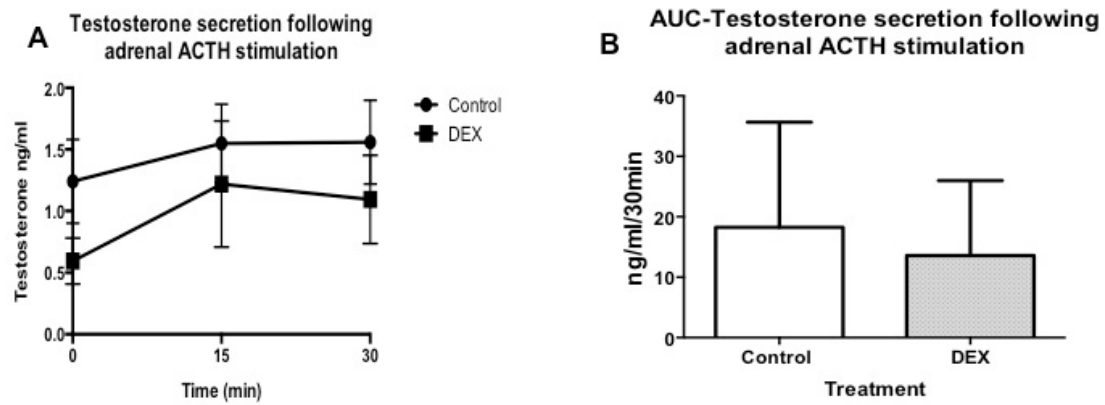 A
Testosterone secretion following
adrenal ACTH stimulation
Testosterone ng/ml
2.0
1.5
1.0
0.5
0.0
0
15
30
Time (min)
Control
DEX
B
AUC-Testosterone secretion following
adrenal ACTH stimulation
ng/ml/30min
40
30
20
10
0
Control
DEX
Treatment